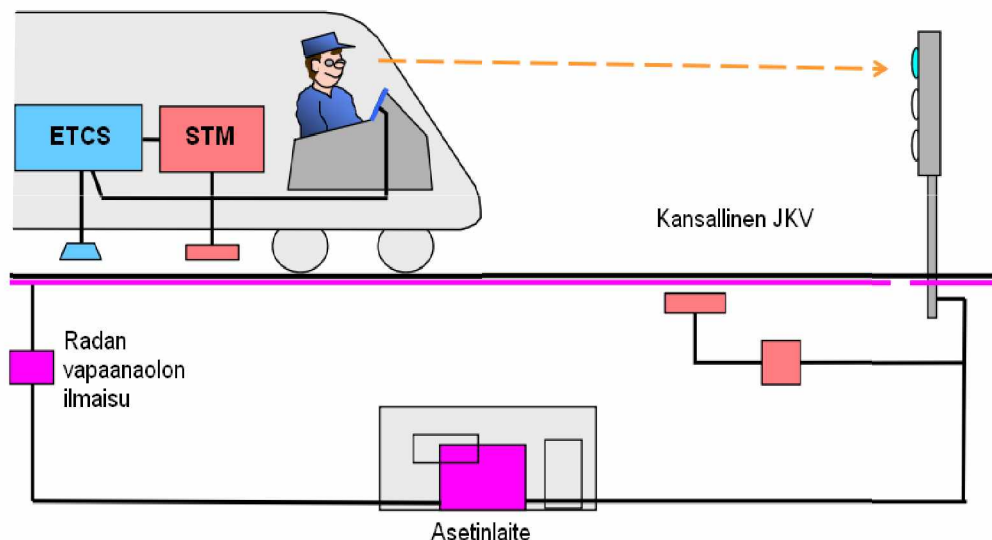 ETCS
STM
Kansallinen JKV
Radan
vapaanaolon
ilmaisu
Asetinlaite